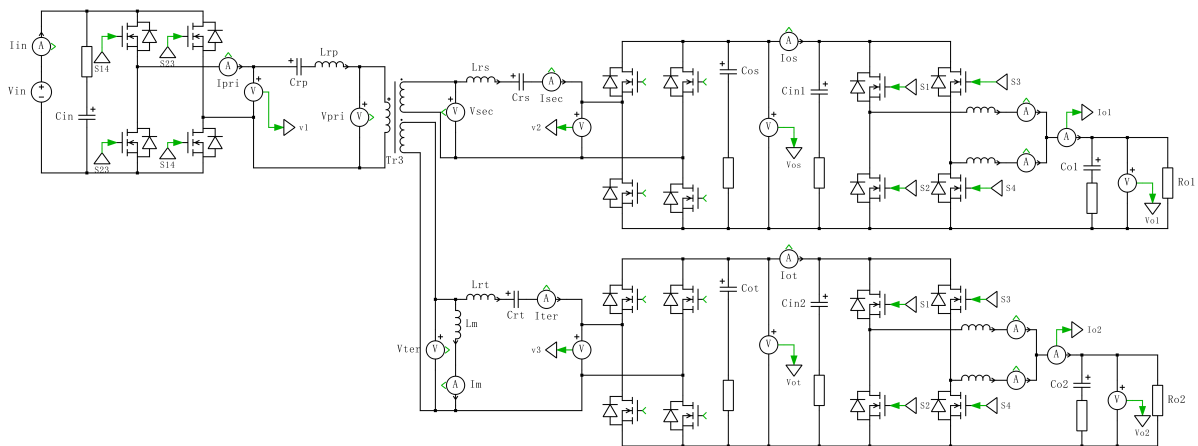 Iin
A
Vin
Cin
S14
S23
S23
S14
A
Ipri
V
v1
Crp
Lrp
Vpri
V
Tr3
Lrs
Crs
A
Isec
V
Vsec
v2
V
Cos
V
Vos
A
Ios
Cin1
S1
S3
S2
S4
A
A
A
Io1
Co1
V
Vo1
Ro1
Lrt
Crt
A
Iter
Lm
Vter
V
A
Im
v3
V
Cot
V
Vot
A
Iot
Cin2
S1
S3
S2
S4
A
A
A
Io2
Co2
V
Vo2
Ro2